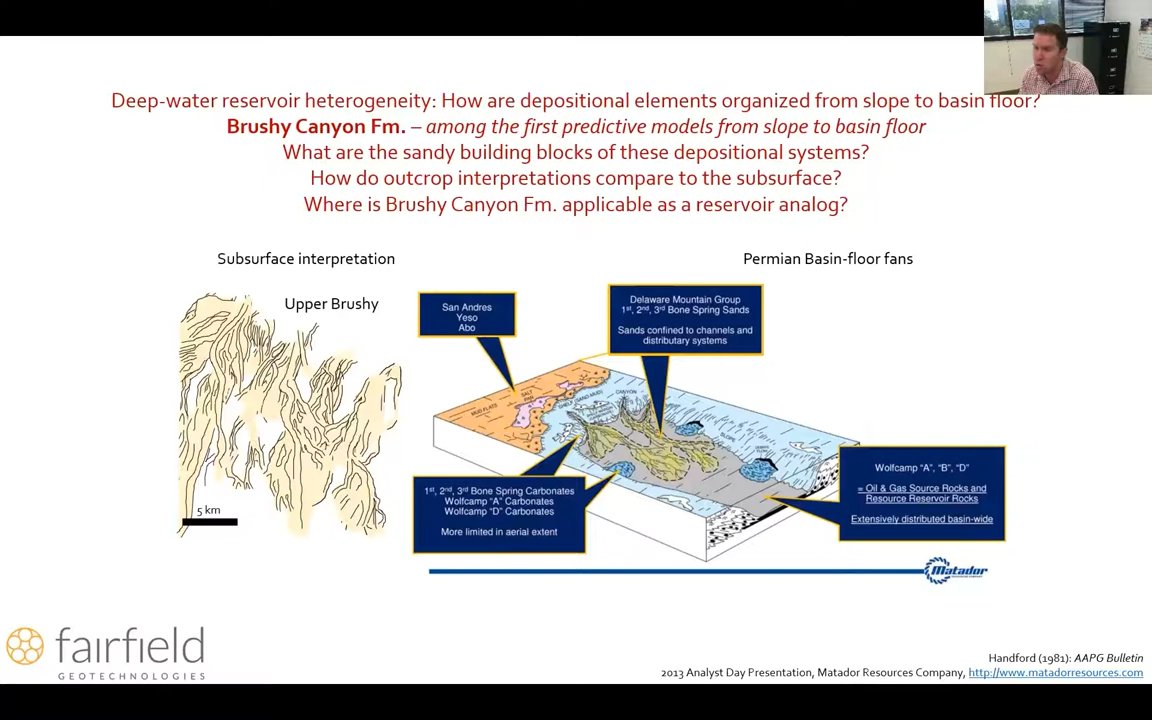 Deep-water reservoir heterogeneity: How are depositional elements organized from slope to basin floor?
Brushy Canyon Fm. – among the first predictive models from slope to basin floor
What are the sandy building blocks of these depositional systems?
How do outcrop interpretations compare to the subsurface?
Where is Brushy Canyon Fm. applicable as a reservoir analog?
Subsurface interpretation
Permian Basin-floor fans
Upper Brushy
5 km
San Andres
Yeso
Abo
Delaware Mountain Group
1st, 2nd, 3rd Bone Spring Sands
Sands confined to channels and
distributary systems
MUD FLATS
SALT
PAN
CANYON
SLOPE
1st, 2nd, 3rd Bone Spring Carbonates
Wolfcamp "A" Carbonates
Wolfcamp "D" Carbonates
More limited in aerial extent
Wolfcamp "A", "B", "D"
= Oil & Gas Source Rocks and
Resource Reservoir Rocks
Extensively distributed basin-wide
Matador
fairfield
GEOTECHNOLOGIES
Handford (1981): AAPG Bulletin
2013 Analyst Day Presentation, Matador Resources Company, http://www.matadorresources.com